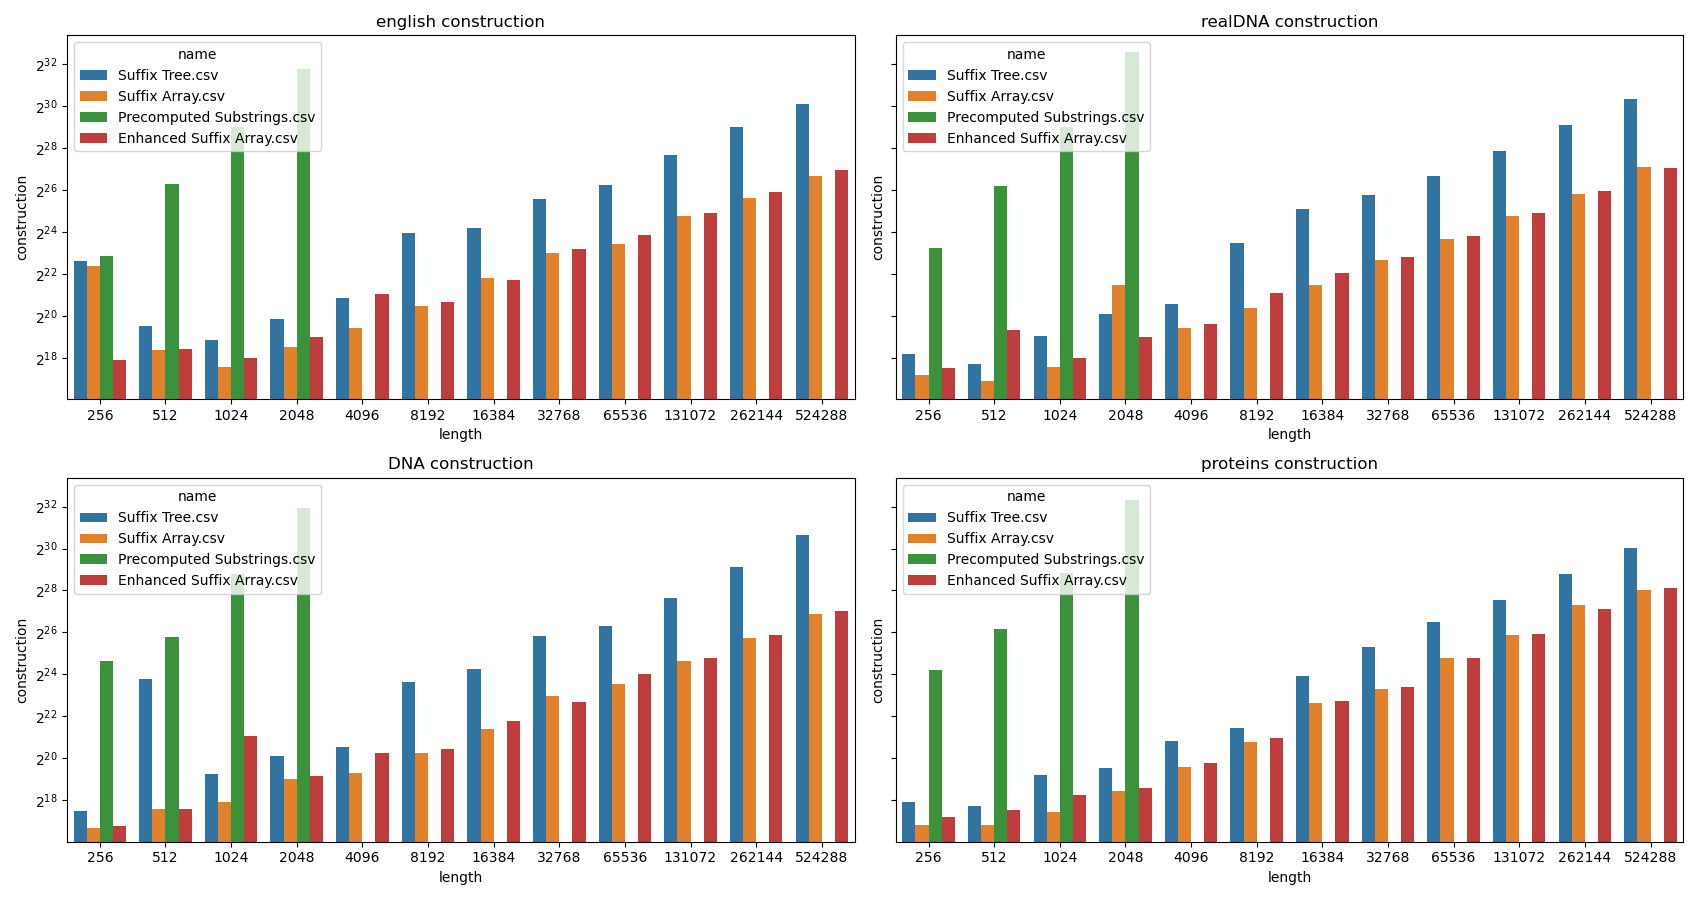 english construction
name
Suffix Tree.csv
Suffix Array.csv
Precomputed Substrings.csv
Enhanced Suffix Array.csv
2^32
2^30
2^28
2^26
2^24
2^22
2^20
2^18
construction
256 512 1024 2048 4096 8192 16384 32768 65536 131072 262144 524288
length
realDNA construction
name
Suffix Tree.csv
Suffix Array.csv
Precomputed Substrings.csv
Enhanced Suffix Array.csv
construction
256 512 1024 2048 4096 8192 16384 32768 65536 131072 262144 524288
length
DNA construction
name
Suffix Tree.csv
Suffix Array.csv
Precomputed Substrings.csv
Enhanced Suffix Array.csv
2^32
2^30
2^28
2^26
2^24
2^22
2^20
2^18
construction
256 512 1024 2048 4096 8192 16384 32768 65536 131072 262144 524288
length
proteins construction
name
Suffix Tree.csv
Suffix Array.csv
Precomputed Substrings.csv
Enhanced Suffix Array.csv
construction
256 512 1024 2048 4096 8192 16384 32768 65536 131072 262144 524288
length